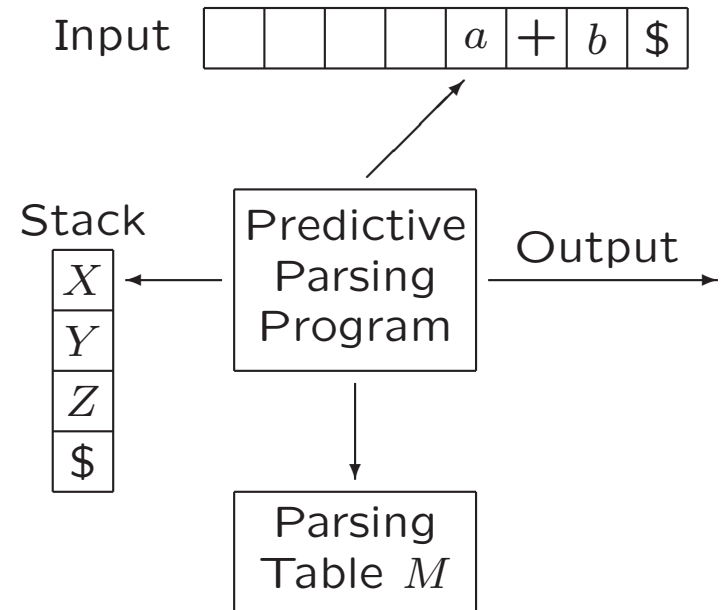 Input a + b $
Stack
X
Y
Z
$
Predictive
Parsing
Program
Output
Parsing
Table M